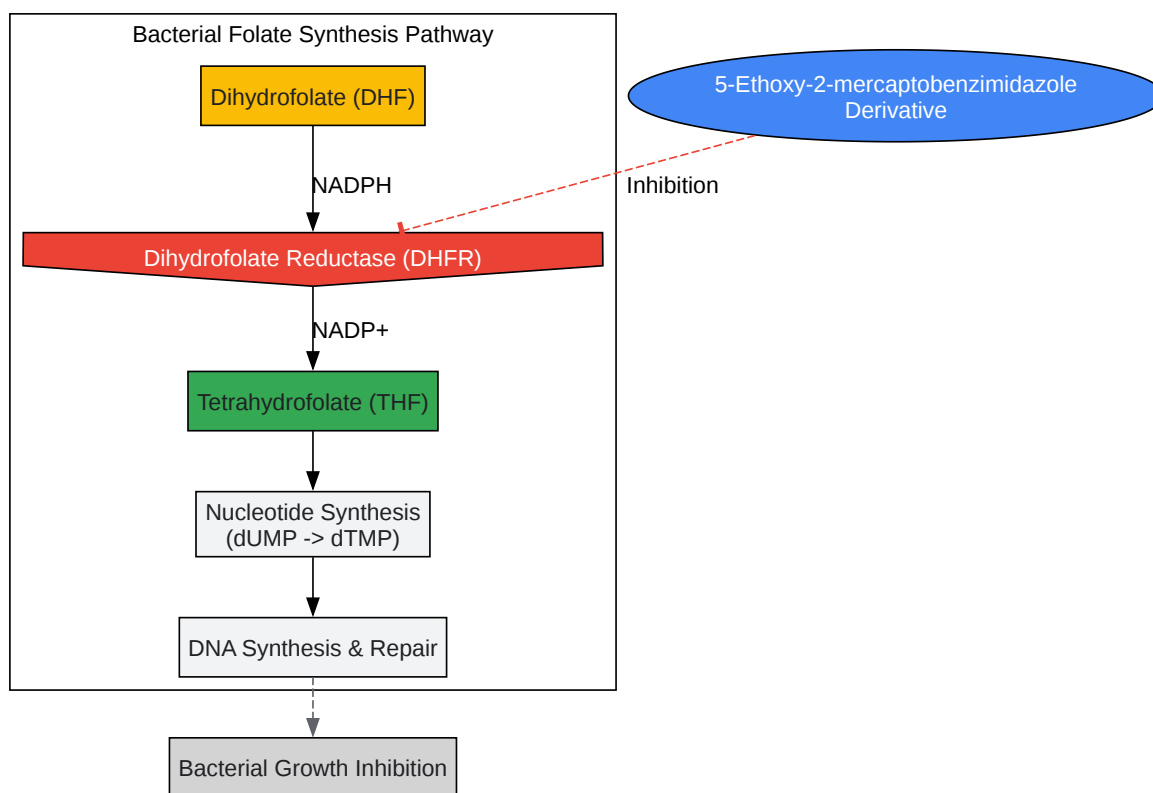 Bacterial Folate Synthesis Pathway
Dihydrofolate (DHF)
5-Ethoxy-2-mercaptobenzimidazole
Derivative
NADPH
Inhibition
Dihydrofolate Reductase (DHFR)
NADP+
Tetrahydrofolate (THF)
Nucleotide Synthesis
(dUMP -> dTMP)
DNA Synthesis & Repair
Bacterial Growth Inhibition